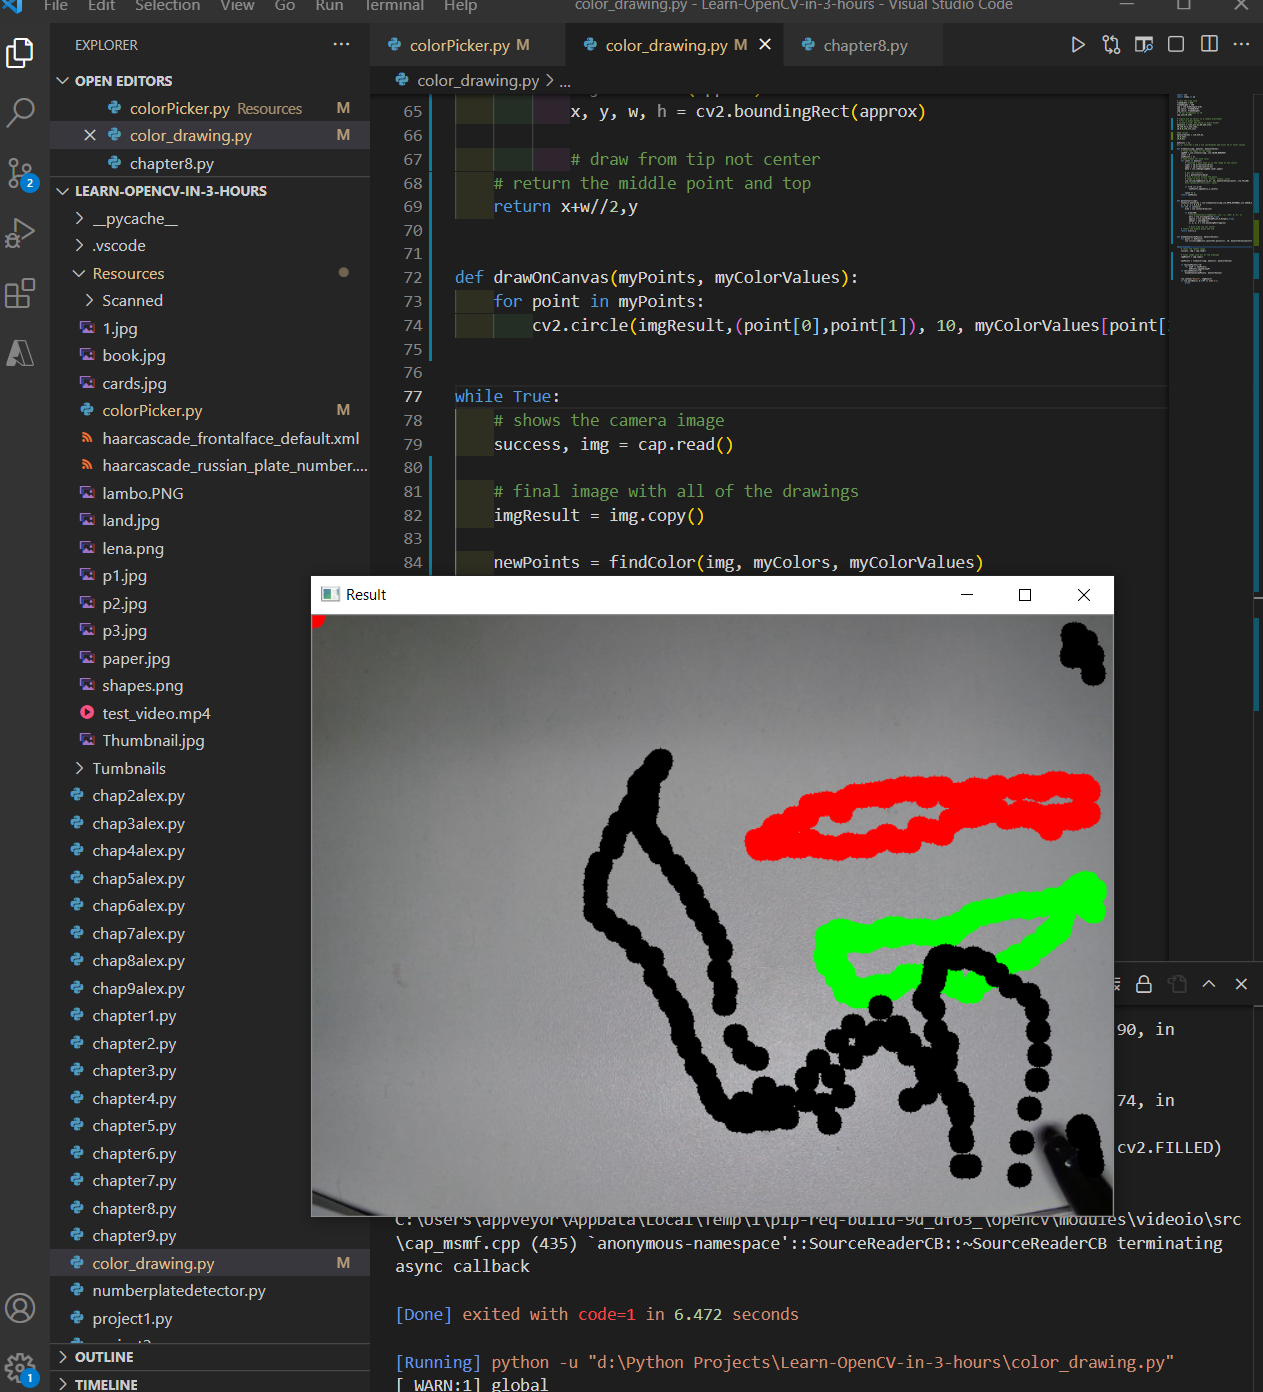 File Edit Selection View Go Run Terminal Help color_drawing.py - Learn-OpenCV-in-3-hours - Visual Studio Code
EXPLORER ...
colorPicker.py M color_drawing.py M chapter8.py
OPEN EDITORS
colorPicker.py Resources M
color_drawing.py M
chapter8.py
LEARN-OPENCV-IN-3-HOURS
__pycache__
.vscode
Resources
Scanned
1.jpg
book.jpg
cards.jpg
colorPicker.py M
haarcascade_frontalface_default.xml
haarcascade_russian_plate_number....
lambo.PNG
land.jpg
lena.png
p1.jpg
p2.jpg
p3.jpg
paper.jpg
shapes.png
test_video.mp4
Thumbnail.jpg
Tumbnails
chap2alex.py
chap3alex.py
chap4alex.py
chap5alex.py
chap6alex.py
chap7alex.py
chap8alex.py
chap9alex.py
chapter1.py
chapter2.py
chapter3.py
chapter4.py
chapter5.py
chapter6.py
chapter7.py
chapter8.py
chapter9.py
color_drawing.py M
numberplatedetector.py
project1.py
OUTLINE
TIMELINE
2
1
color_drawing.py > ...
65 x, y, w, h = cv2.boundingRect(approx)
66
67 # draw from tip not center
68 # return the middle point and top
69 return x+w//2,y
70
71
72 def drawOnCanvas(myPoints, myColorValues):
73 for point in myPoints:
74 cv2.circle(imgResult,(point[0],point[1]), 10, myColorValues[point[
75
76
77 while True:
78 # shows the camera image
79 success, img = cap.read()
80
81 # final image with all of the drawings
82 imgResult = img.copy()
83
84 newPoints = findColor(img, myColors, myColorValues)
Result
90, in
74, in
cv2.FILLED)
C:\Users\appveyor\AppData\Local\Temp\1\pip-req-build-9d_dfo3_\opencv\modules\videoio\src
\cap_msmf.cpp (435) `anonymous-namespace'::SourceReaderCB::~SourceReaderCB terminating
async callback
[Done] exited with code=1 in 6.472 seconds
[Running] python -u "d:\Python Projects\Learn-OpenCV-in-3-hours\color_drawing.py"
[ WARN:1] global